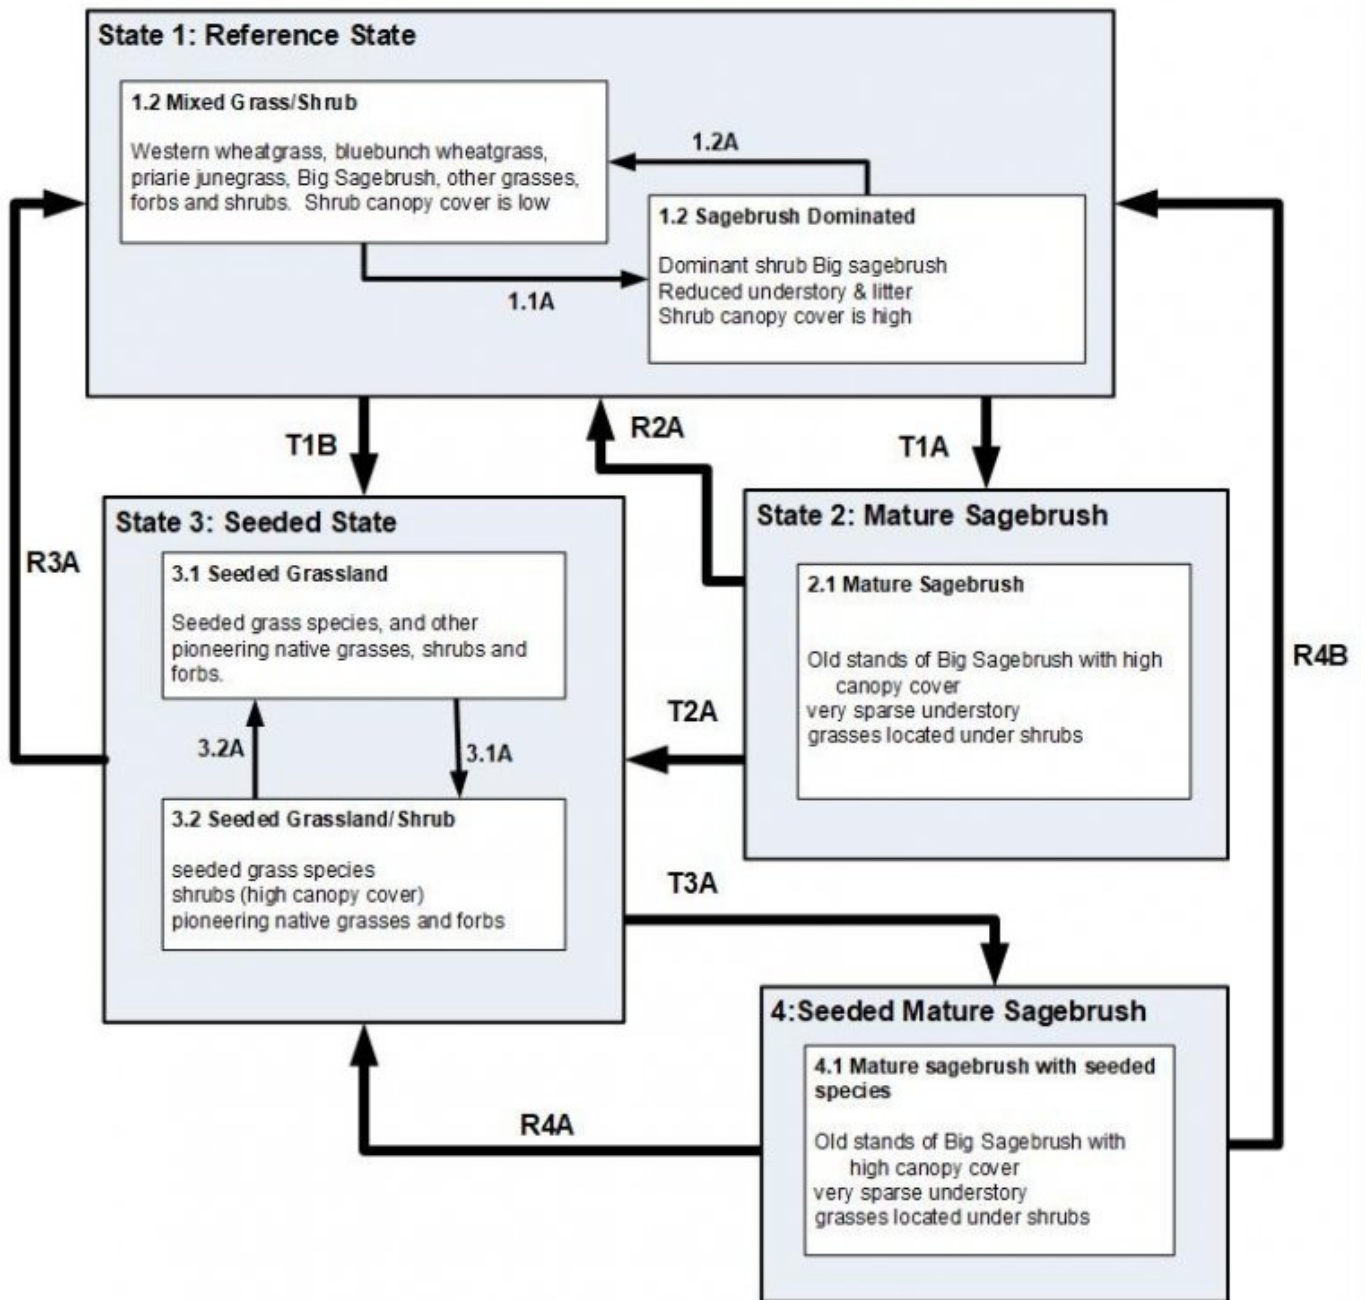 State 1: Reference State
1.2 Mixed Grass/Shrub
Western wheatgrass, bluebunch wheatgrass,
priarie junegrass, Big Sagebrush, other grasses,
forbs and shrubs. Shrub canopy cover is low
1.2A
1.2 Sagebrush Dominated
Dominant shrub Big sagebrush
Reduced understory & litter
Shrub canopy cover is high
1.1A
T1B
R2A
T1A
State 3: Seeded State
3.1 Seeded Grassland
Seeded grass species, and other
pioneering native grasses, shrubs and
forbs.
3.2A
3.1A
3.2 Seeded Grassland/Shrub
seeded grass species
shrubs (high canopy cover)
pioneering native grasses and forbs
R3A
State 2: Mature Sagebrush
2.1 Mature Sagebrush
Old stands of Big Sagebrush with high
canopy cover
very sparse understory
grasses located under shrubs
T2A
R4B
T3A
4:Seeded Mature Sagebrush
4.1 Mature sagebrush with seeded
species
Old stands of Big Sagebrush with
high canopy cover
very sparse understory
grasses located under shrubs
R4A